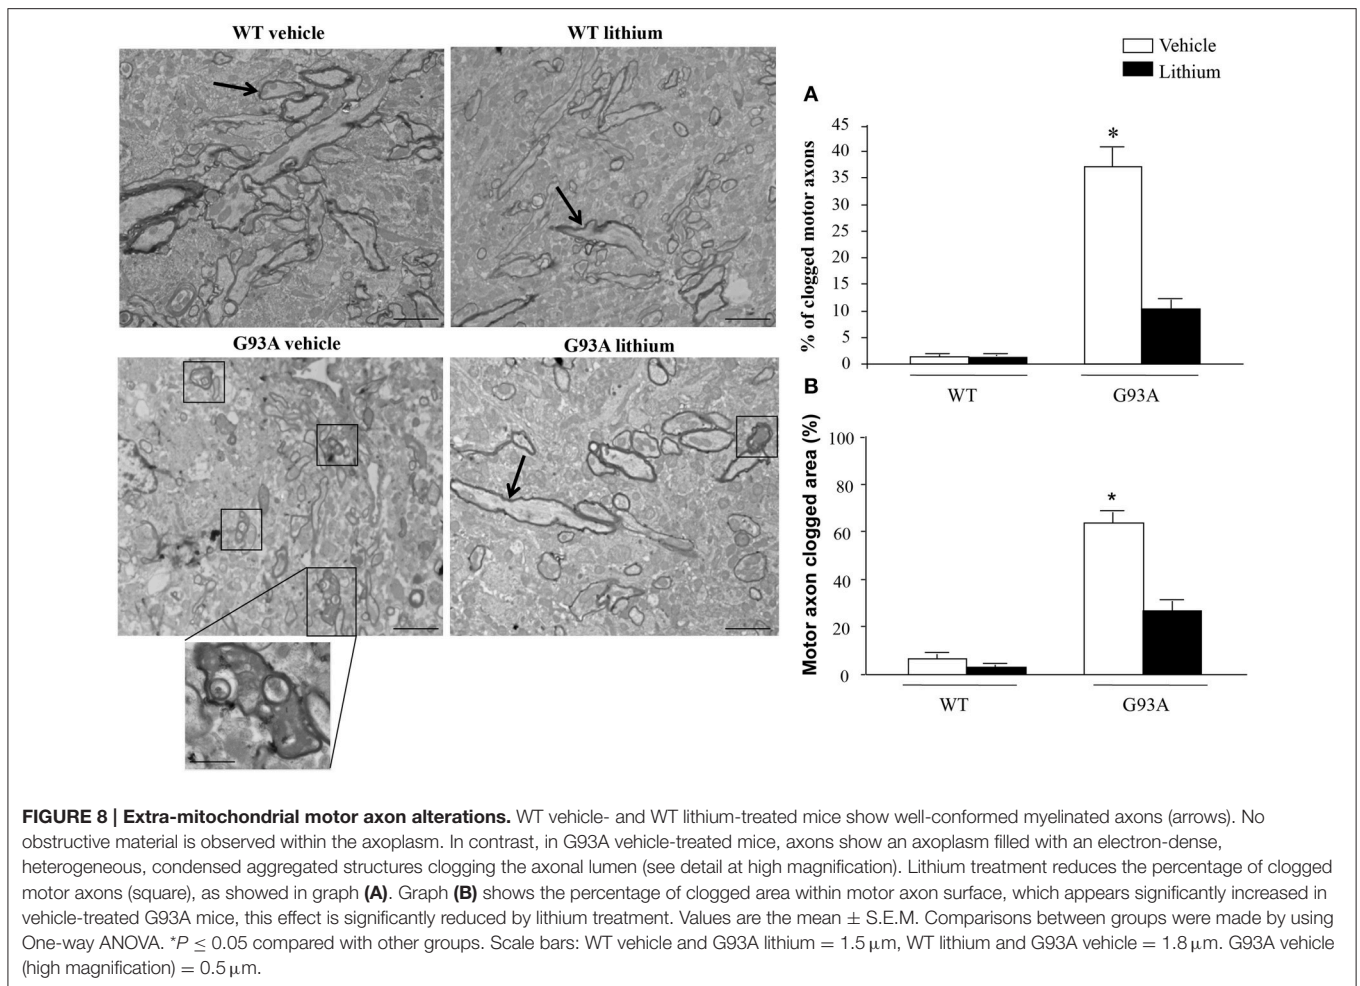 WT vehicle
WT lithium
G93A vehicle
G93A lithium
Vehicle
Lithium
A
% of clogged motor axons
45
40
35
30
25
20
15
10
5
0
*
WT
G93A
B
Motor axon clogged area (%)
100
80
60
40
20
0
*
WT
G93A
FIGURE 8 | Extra-mitochondrial motor axon alterations. WT vehicle- and WT lithium-treated mice show well-conformed myelinated axons (arrows). No
obstructive material is observed within the axoplasm. In contrast, in G93A vehicle-treated mice, axons show an axoplasm filled with an electron-dense,
heterogeneous, condensed aggregated structures clogging the axonal lumen (see detail at high magnification). Lithium treatment reduces the percentage of clogged
motor axons (square), as showed in graph (A). Graph (B) shows the percentage of clogged area within motor axon surface, which appears significantly increased in
vehicle-treated G93A mice, this effect is significantly reduced by lithium treatment. Values are the mean ± S.E.M. Comparisons between groups were made by using
One-way ANOVA. *P ≤ 0.05 compared with other groups. Scale bars: WT vehicle and G93A lithium = 1.5 μm, WT lithium and G93A vehicle = 1.8 μm. G93A vehicle
(high magnification) = 0.5 μm.